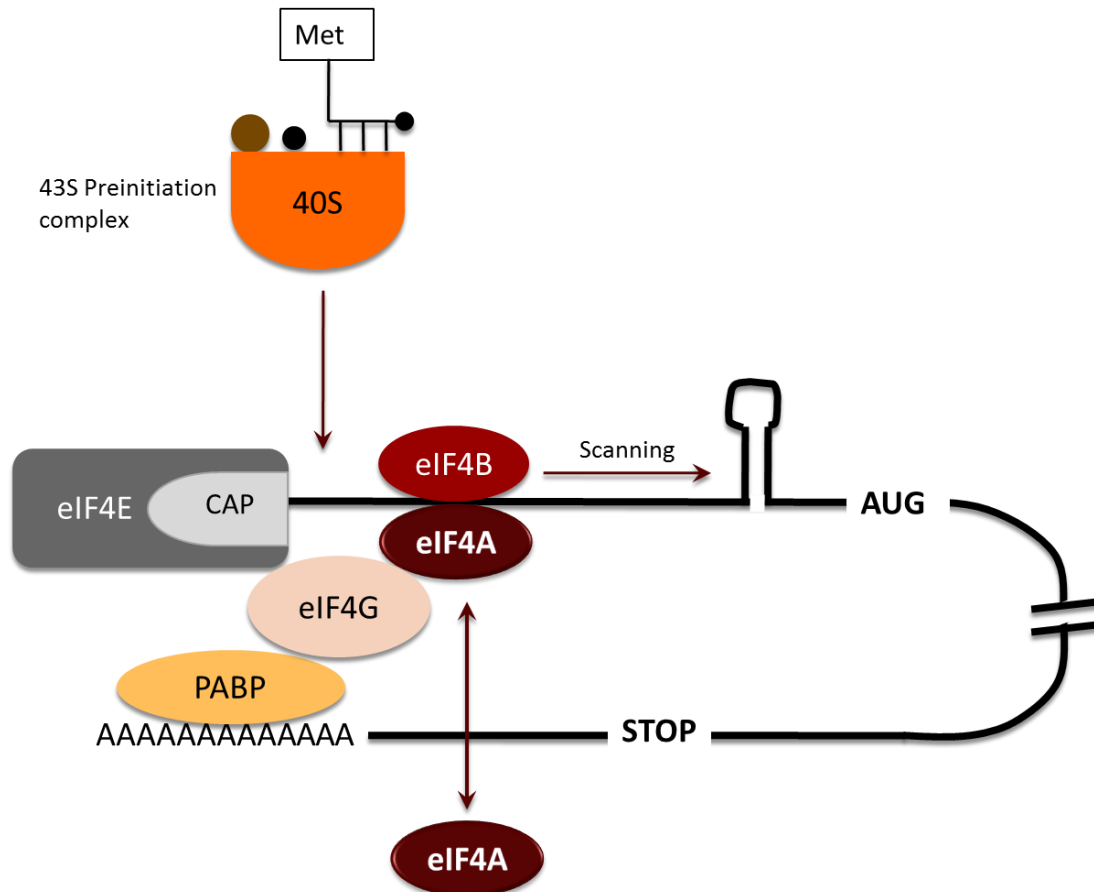 Met
43S Preinitiation
complex
40S
eIF4B
Scanning
eIF4E
CAP
AUG
eIF4A
eIF4G
PABP
AAAAAAAAAAAAA
STOP
eIF4A